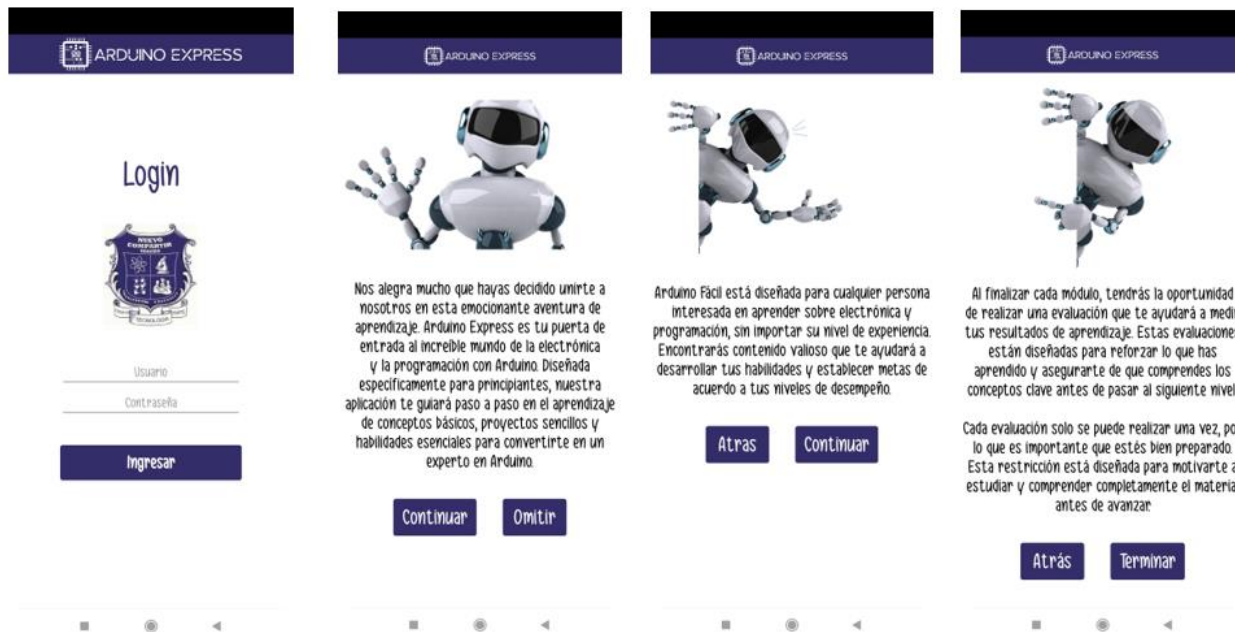 ARDUINO EXPRESS
Login
NUEVO
COMPARTIR
Usuario
Contraseña
Ingresar
ARDUINO EXPRESS
Nos alegra mucho que hayas decidido unirte a
nosotros en esta emocionante aventura de
aprendizaje. Arduino Express es tu puerta de
entrada al increíble mundo de la electrónica
y la programación con Arduino. Diseñada
específicamente para principiantes, nuestra
aplicación te guiará paso a paso en el aprendizaje
de conceptos básicos, proyectos sencillos y
habilidades esenciales para convertirte en un
experto en Arduino.
Continuar
Omitir
ARDUINO EXPRESS
Arduino Fácil está diseñada para cualquier persona
interesada en aprender sobre electrónica y
programación, sin importar su nivel de experiencia.
Encontrarás contenido valioso que te ayudará a
desarrollar tus habilidades y establecer metas de
acuerdo a tus niveles de desempeño.
Atras
Continuar
ARDUINO EXPRESS
Al finalizar cada módulo, tendrás la oportunidad
de realizar una evaluación que te ayudará a medir
tus resultados de aprendizaje. Estas evaluaciones
están diseñadas para reforzar lo que has
aprendido y asegurarte de que comprendes los
conceptos clave antes de pasar al siguiente nivel
Cada evaluación solo se puede realizar una vez, po
lo que es importante que estés bien preparado.
Esta restricción está diseñada para motivarte a
estudiar y comprender completamente el materia
antes de avanzar.
Atrás
Terminar